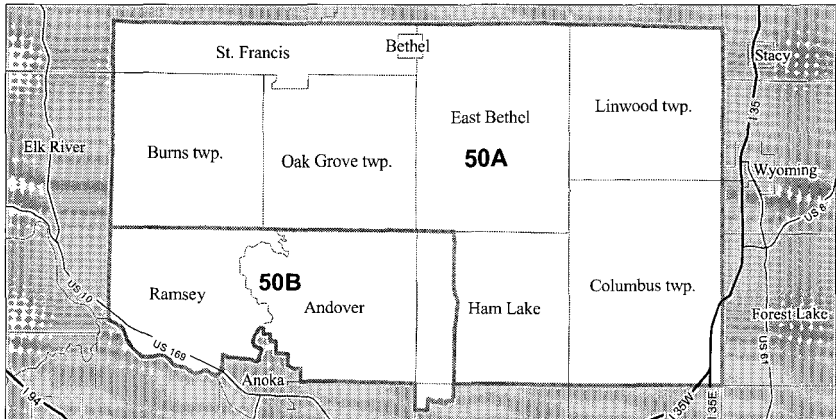 St. Francis
Bethel
Stacy
I 35
Linwood twp.
East Bethel
Elk River
Burns twp.
Oak Grove twp.
50A
Wyoming
US 8
US 10
Ramsey
50B
Andover
Ham Lake
Columbus twp.
Forest Lake
US 169
US 61
Anoka
I 94
I 35W
I 35E